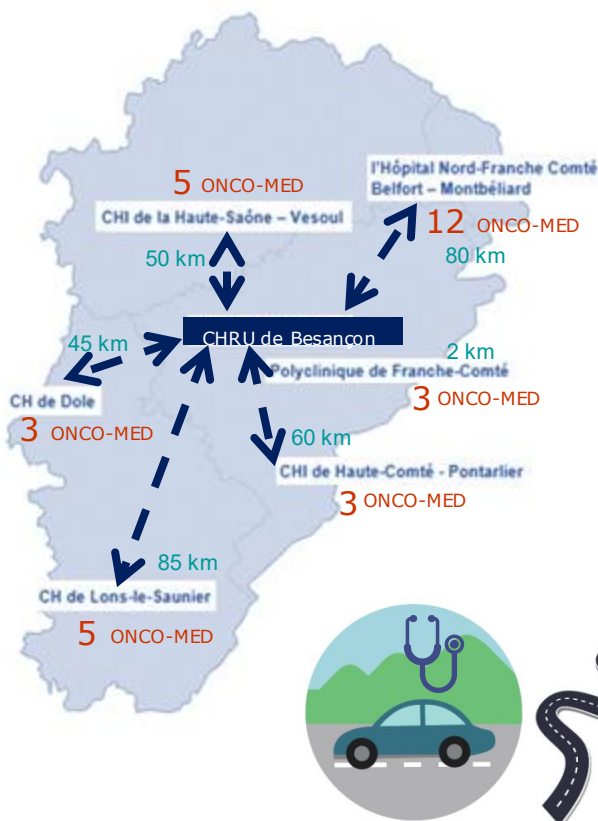 5 ONCO-MED
CHI de la Haute-Saône – Vesoul
50 km
l'Hôpital Nord-Franche Comté
Belfort – Montbéliard
12 ONCO-MED
80 km
CHRU de Besançon
45 km
CH de Dole
3 ONCO-MED
2 km
Polyclinique de Franche-Comté
3 ONCO-MED
60 km
CHI de Haute-Comté - Pontarlier
3 ONCO-MED
85 km
CH de Lons-le-Saunier
5 ONCO-MED